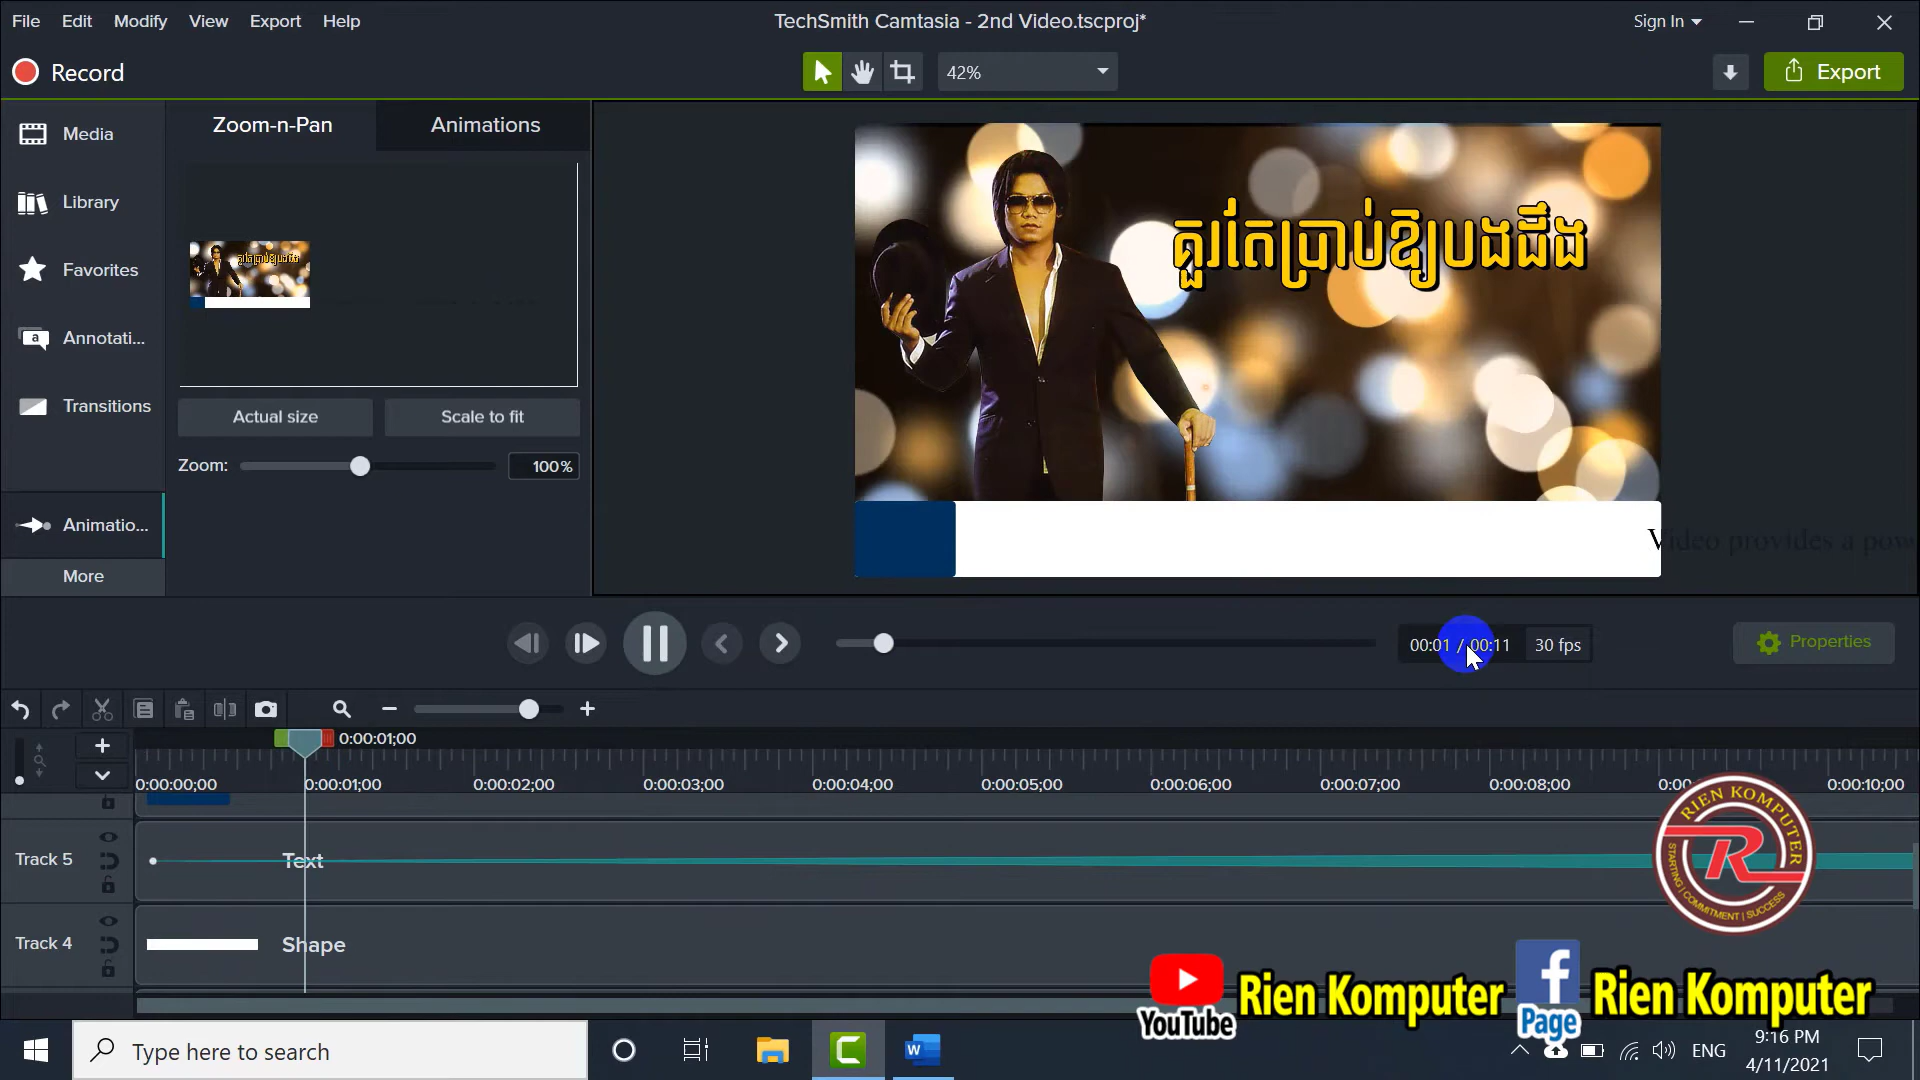 File Edit Modify View Export Help
TechSmith Camtasia - 2nd Video.tscproj*
Sign In
Record
42%
Export
Media
Library
Favorites
Annotati...
Transitions
Animatio...
More
Zoom-n-Pan
Animations
Actual size
Scale to fit
Zoom:
100%
គួរតែប្រាប់ឱ្យបងដឹង
Video provides a pow
00:01 / 00:11
30 fps
Properties
0:00:01;00
0:00:00;00 0:00:01;00 0:00:02;00 0:00:03;00 0:00:04;00 0:00:05;00 0:00:06;00 0:00:07;00 0:00:08;00 0:00:10;00
Track 5
Text
Track 4
Shape
RIEN KOMPUTER
R
STARTING | COMMITMENT | SUCCESS
YouTube
Rien Komputer
Page
Rien Komputer
Type here to search
ENG
9:16 PM
4/11/2021